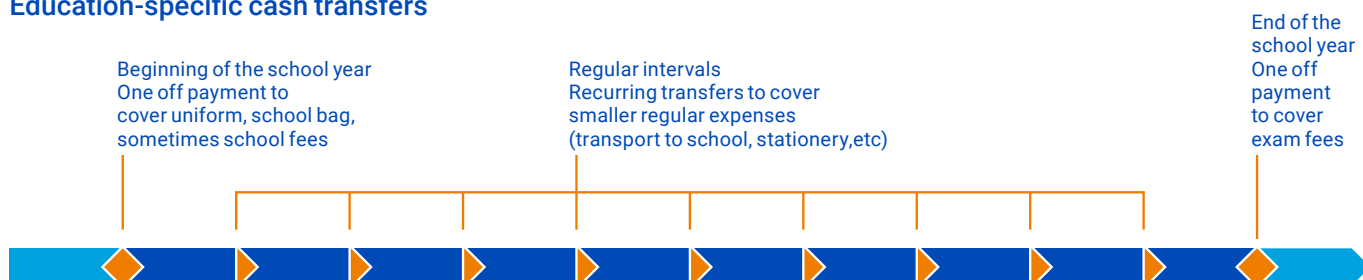 Education-specific cash transfers
Beginning of the school year
One off payment to
cover uniform, school bag,
sometimes school fees
Regular intervals
Recurring transfers to cover
smaller regular expenses
(transport to school, stationery,etc)
End of the
school year
One off
payment
to cover
exam fees